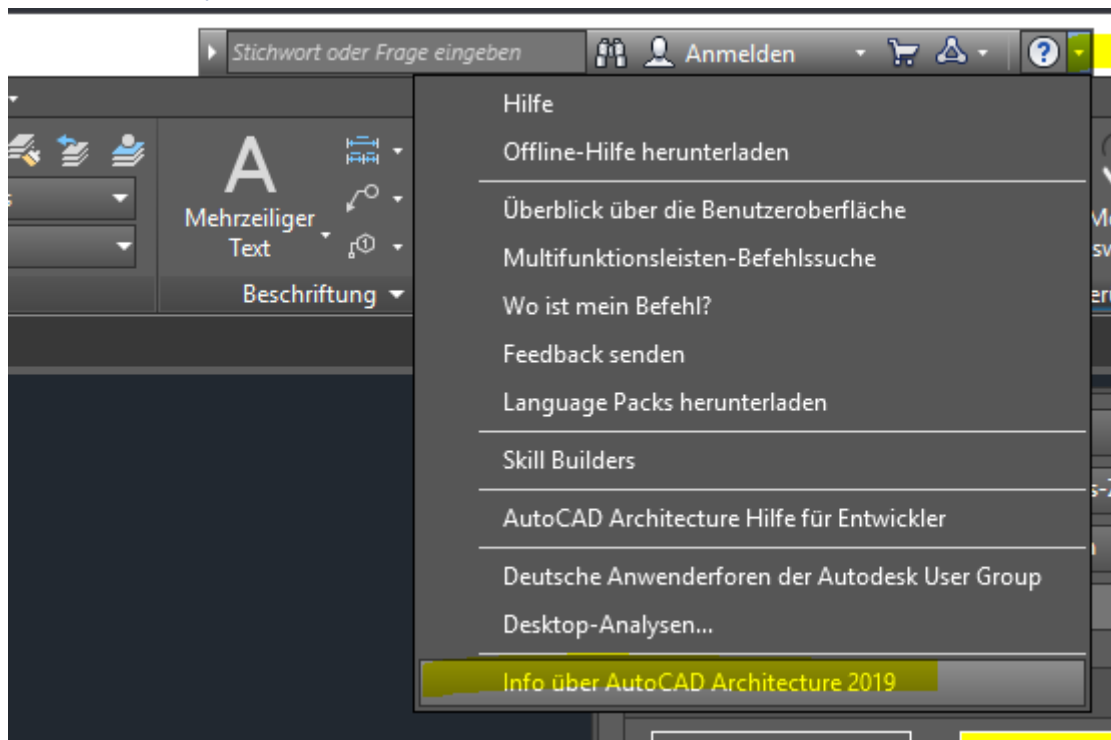 Stichwort oder Frage eingeben
Anmelden
Hilfe
Offline-Hilfe herunterladen
Überblick über die Benutzeroberfläche
Multifunktionsleisten-Befehlssuche
Wo ist mein Befehl?
Feedback senden
Language Packs herunterladen
Skill Builders
AutoCAD Architecture Hilfe für Entwickler
Deutsche Anwenderforen der Autodesk User Group
Desktop-Analysen...
Info über AutoCAD Architecture 2019
A
Mehrzeiliger
Text
Beschriftung